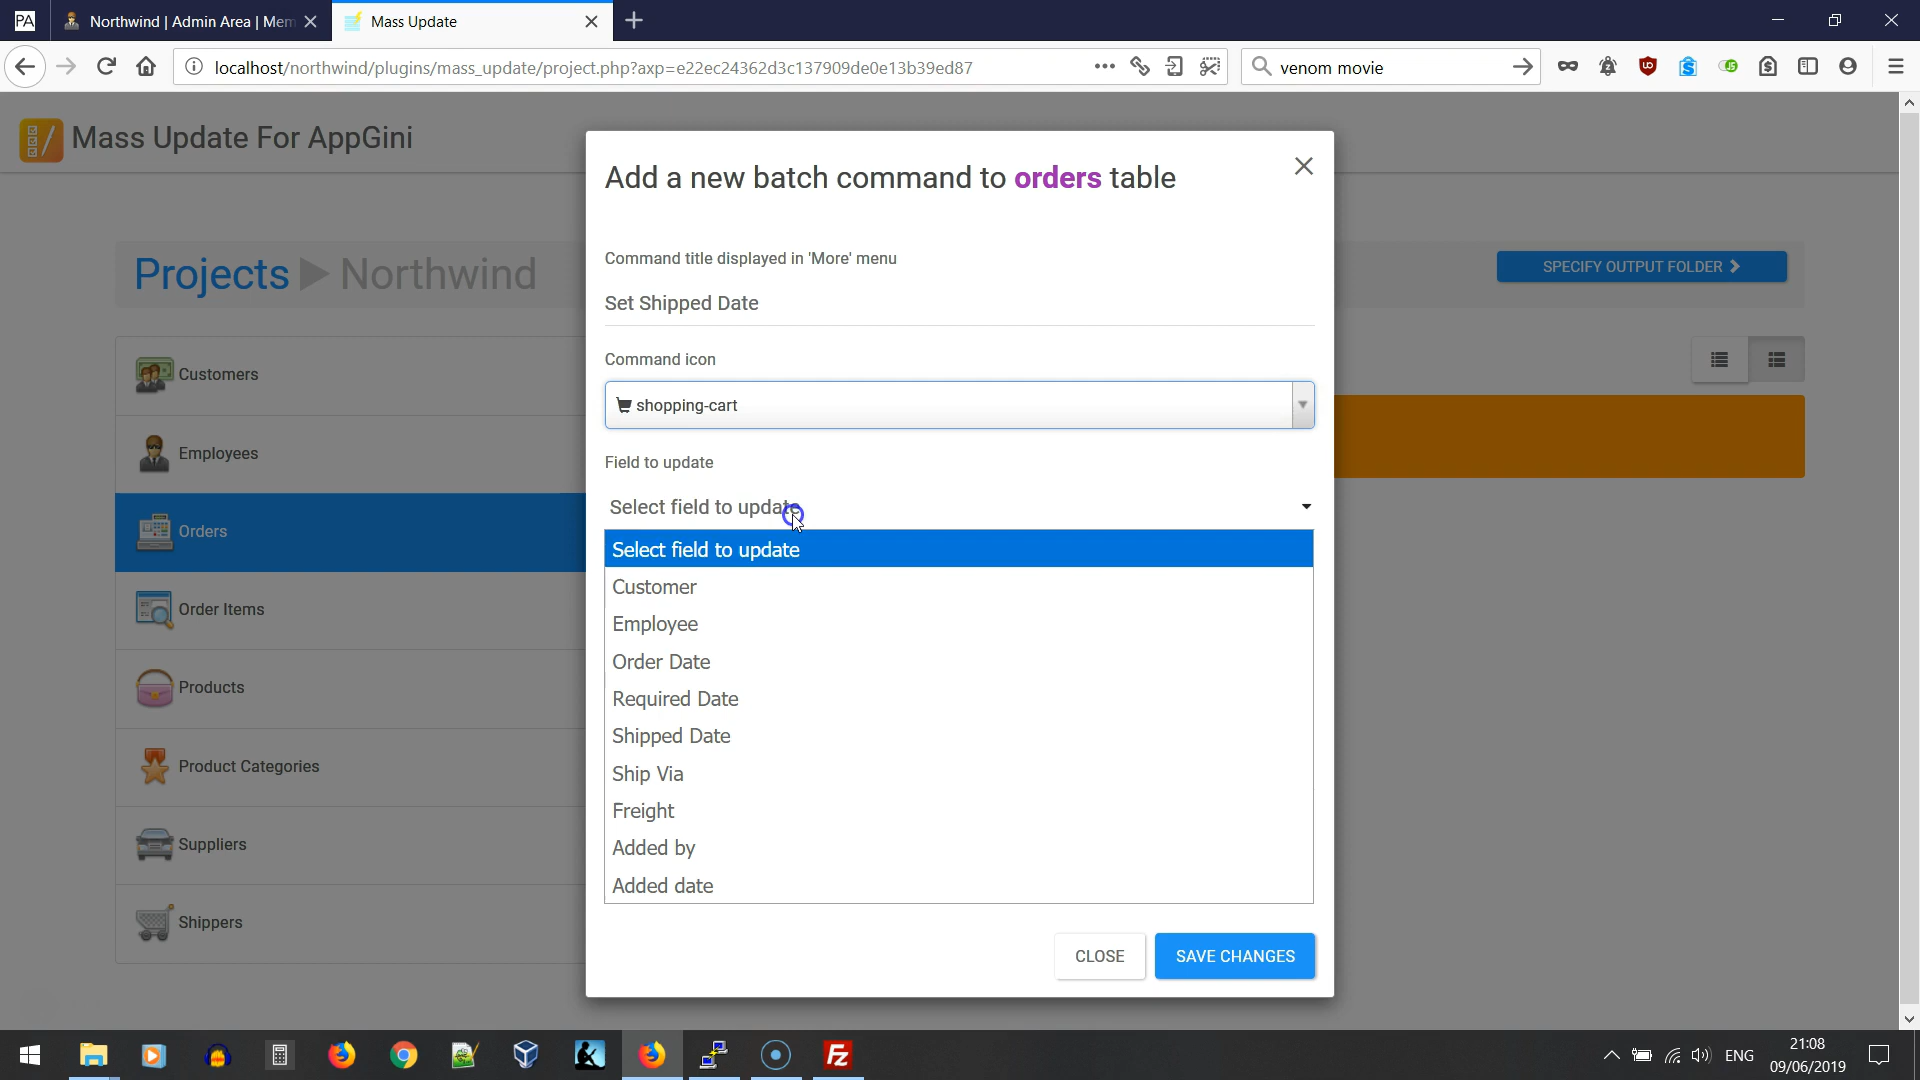 PA
Northwind | Admin Area | Mem
Mass Update
localhost/northwind/plugins/mass_update/project.php?axp=e22ec24362d3c137909de0e13b39ed87
venom movie
Mass Update For AppGini
Add a new batch command to orders table
Projects
Northwind
SPECIFY OUTPUT FOLDER
Command title displayed in 'More' menu
Set Shipped Date
Command icon
shopping-cart
Field to update
Select field to update
Select field to update
Customer
Employee
Order Date
Required Date
Shipped Date
Ship Via
Freight
Added by
Added date
Customers
Employees
Orders
Order Items
Products
Product Categories
Suppliers
Shippers
CLOSE
SAVE CHANGES
ENG
21:08
09/06/2019